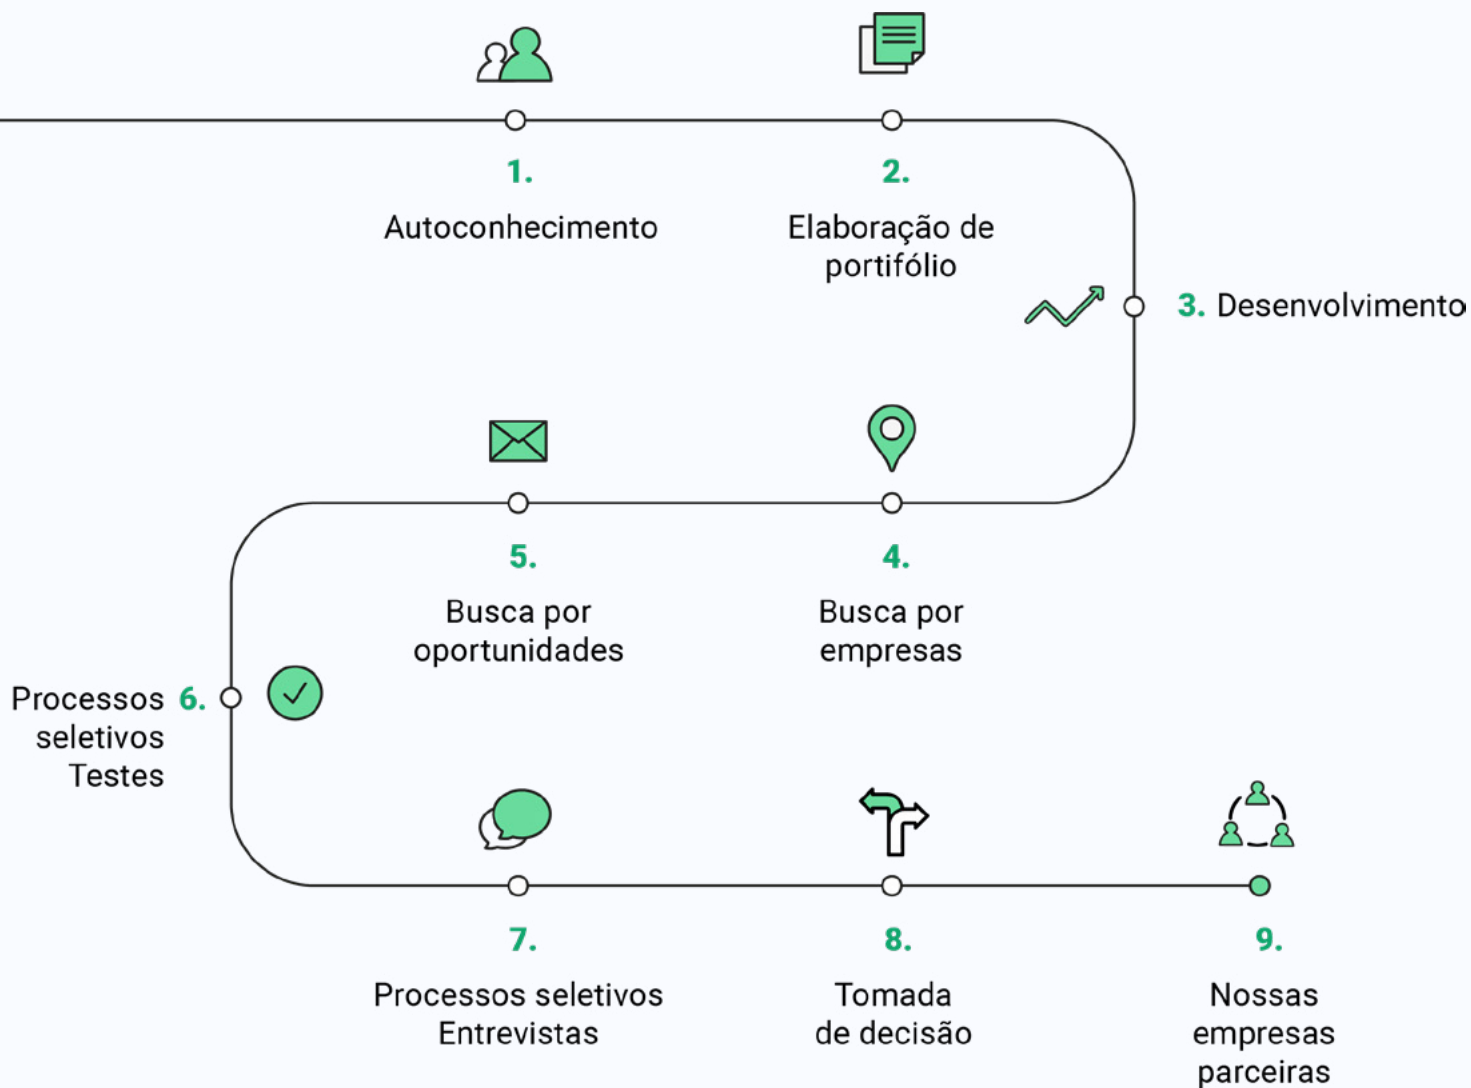 1.
Autoconhecimento
2.
Elaboração de
portifólio
3. Desenvolvimento
4.
Busca por
empresas
5.
Busca por
oportunidades
Processos 6.
seletivos
Testes
7.
Processos seletivos
Entrevistas
8.
Tomada
de decisão
9.
Nossas
empresas
parceiras